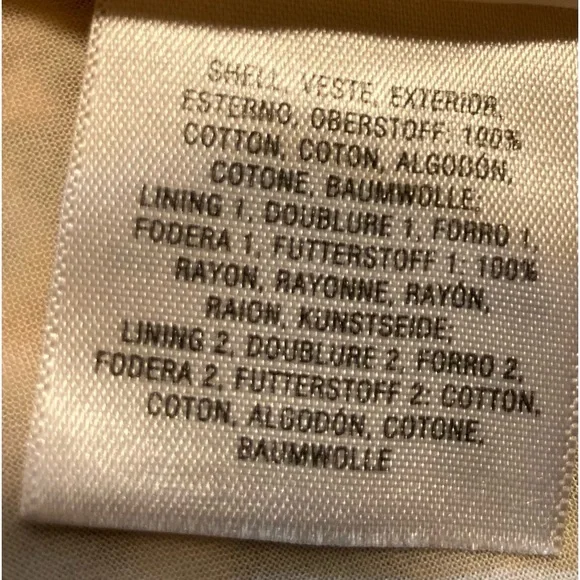 SHELL, VESTE, EXTERIOR,
ESTERNO, OBERSTOFF: 100%
COTTON, COTON, ALGODÓN,
COTONE, BAUMWOLLE;
LINING 1, DOUBLURE 1, FORRO 1,
FODERA 1, FUTTERSTOFF 1: 100%
RAYON, RAYONNE, RAYÓN,
RAION, KUNSTSEIDE;
LINING 2, DOUBLURE 2, FORRO 2,
FODERA 2, FUTTERSTOFF 2: COTTON,
COTON, ALGODÓN, COTONE,
BAUMWOLLE